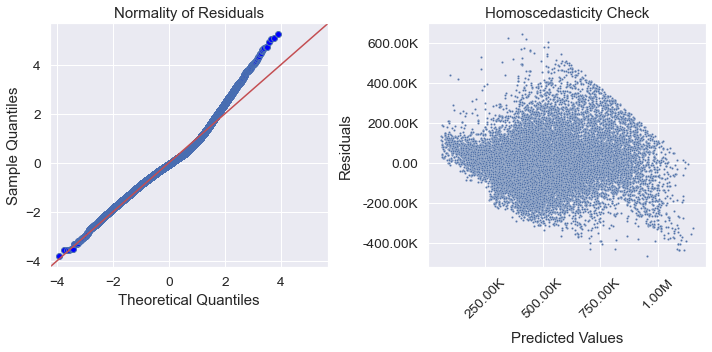 Normality of Residuals
Sample Quantiles
4
2
0
−2
−4
−4
−2
0
2
4
Theoretical Quantiles
Homoscedasticity Check
Residuals
600.00K
400.00K
200.00K
0.00
-200.00K
-400.00K
250.00K
500.00K
750.00K
1.00M
Predicted Values